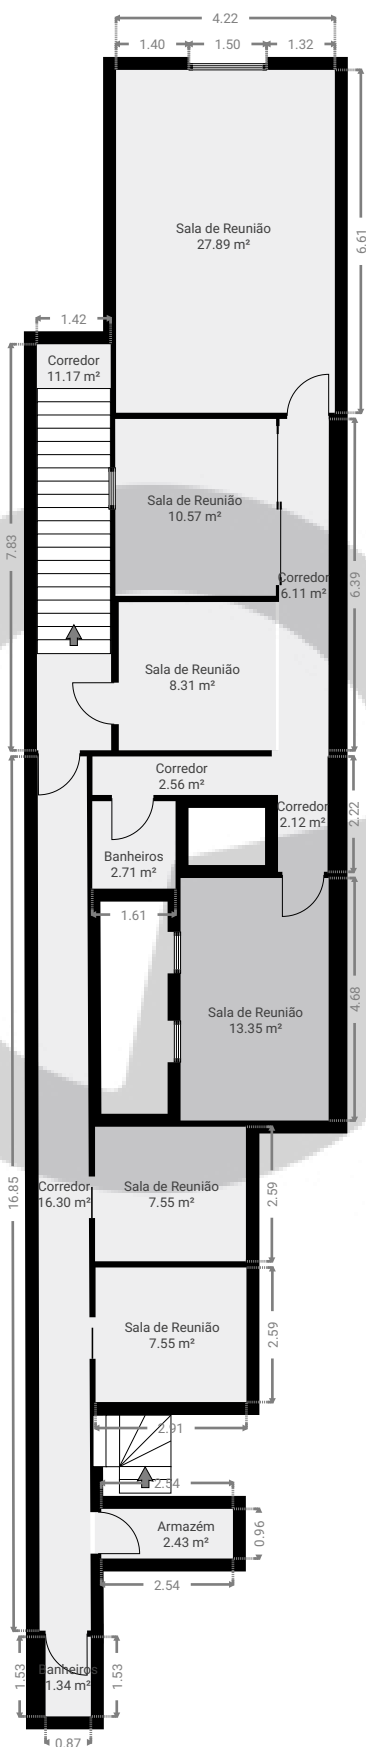 4.22
1.40 1.50 1.32
Sala de Reunião
27.89 m²
6.61
1.42
Corredor
11.17 m²
Sala de Reunião
10.57 m²
7.83
6.39
Corredor
6.11 m²
Sala de Reunião
8.31 m²
Corredor
2.56 m²
Corredor
2.12 m²
2.22
Banheiros
2.71 m²
1.61
4.68
Sala de Reunião
13.35 m²
16.85
Corredor
16.30 m²
Sala de Reunião
7.55 m²
2.59
Sala de Reunião
7.55 m²
2.59
2.91
2.54
Armazém
2.43 m²
0.96
2.54
1.53
Banheiros
1.34 m²
1.53
0.87